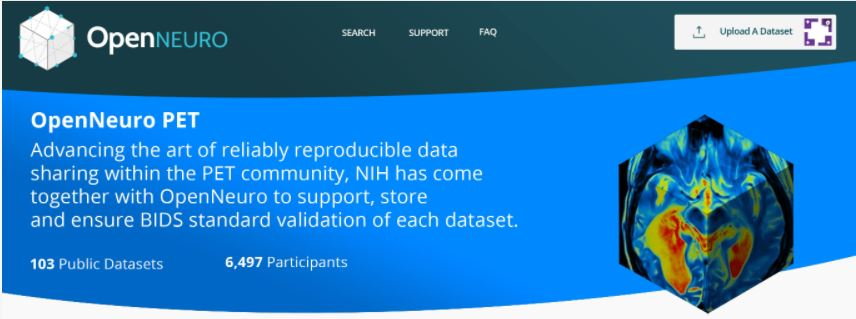 OpenNEURO
SEARCH
SUPPORT
FAQ
Upload A Dataset
OpenNeuro PET
Advancing the art of reliably reproducible data
sharing within the PET community, NIH has come
together with OpenNeuro to support, store
and ensure BIDS standard validation of each dataset.
103 Public Datasets
6,497 Participants